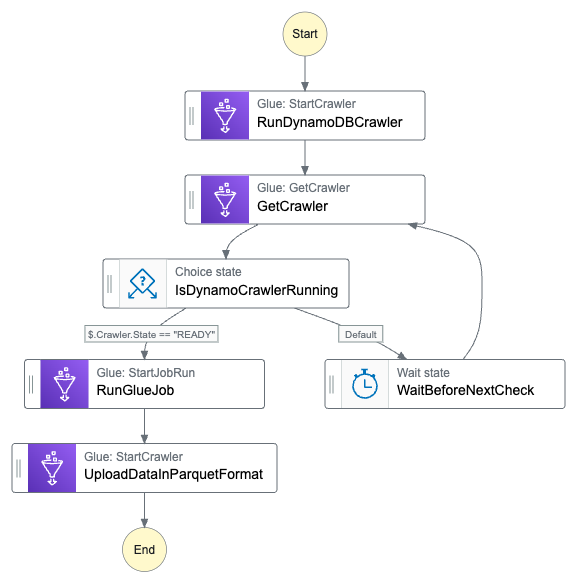 Start
Glue: StartCrawler
RunDynamoDBCrawler
Glue: GetCrawler
GetCrawler
Choice state
IsDynamoCrawlerRunning
$.Crawler.State == "READY"
Default
Glue: StartJobRun
RunGlueJob
Wait state
WaitBeforeNextCheck
Glue: StartCrawler
UploadDataInParquetFormat
End